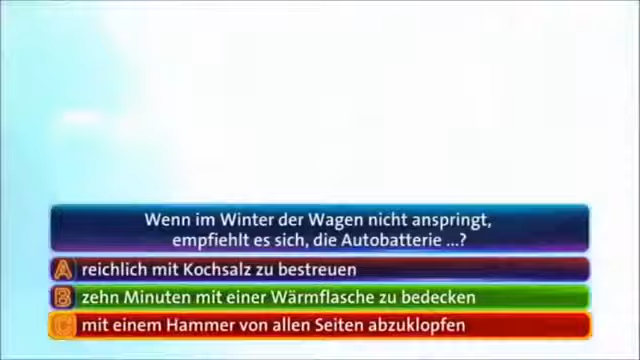 Wenn im Winter der Wagen nicht anspringt,
empfiehlt es sich, die Autobatterie ...?
A reichlich mit Kochsalz zu bestreuen
B zehn Minuten mit einer Wärmflasche zu bedecken
C mit einem Hammer von allen Seiten abzuklopfen